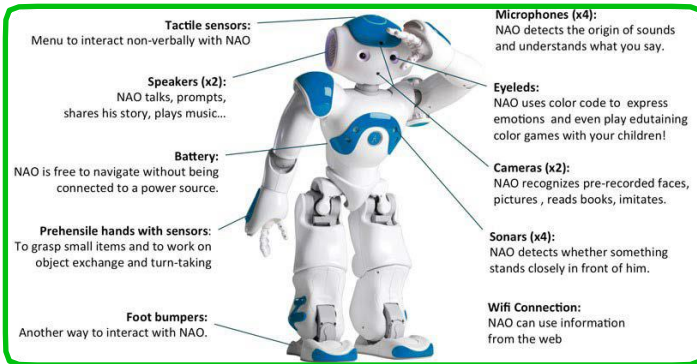 Tactile sensors:
Menu to interact non-verbally with NAO
Speakers (x2):
NAO talks, prompts,
shares his story, plays music...
Battery:
NAO is free to navigate without being
connected to a power source.
Prehensile hands with sensors:
To grasp small items and to work on
object exchange and turn-taking
Foot bumpers:
Another way to interact with NAO.
Microphones (x4):
NAO detects the origin of sounds
and understands what you say.
Eyeleds:
NAO uses color code to express
emotions and even play edutaining
color games with your children!
Cameras (x2):
NAO recognizes pre-recorded faces,
pictures , reads books, imitates.
Sonars (x4):
NAO detects whether something
stands closely in front of him.
Wifi Connection:
NAO can use information
from the web